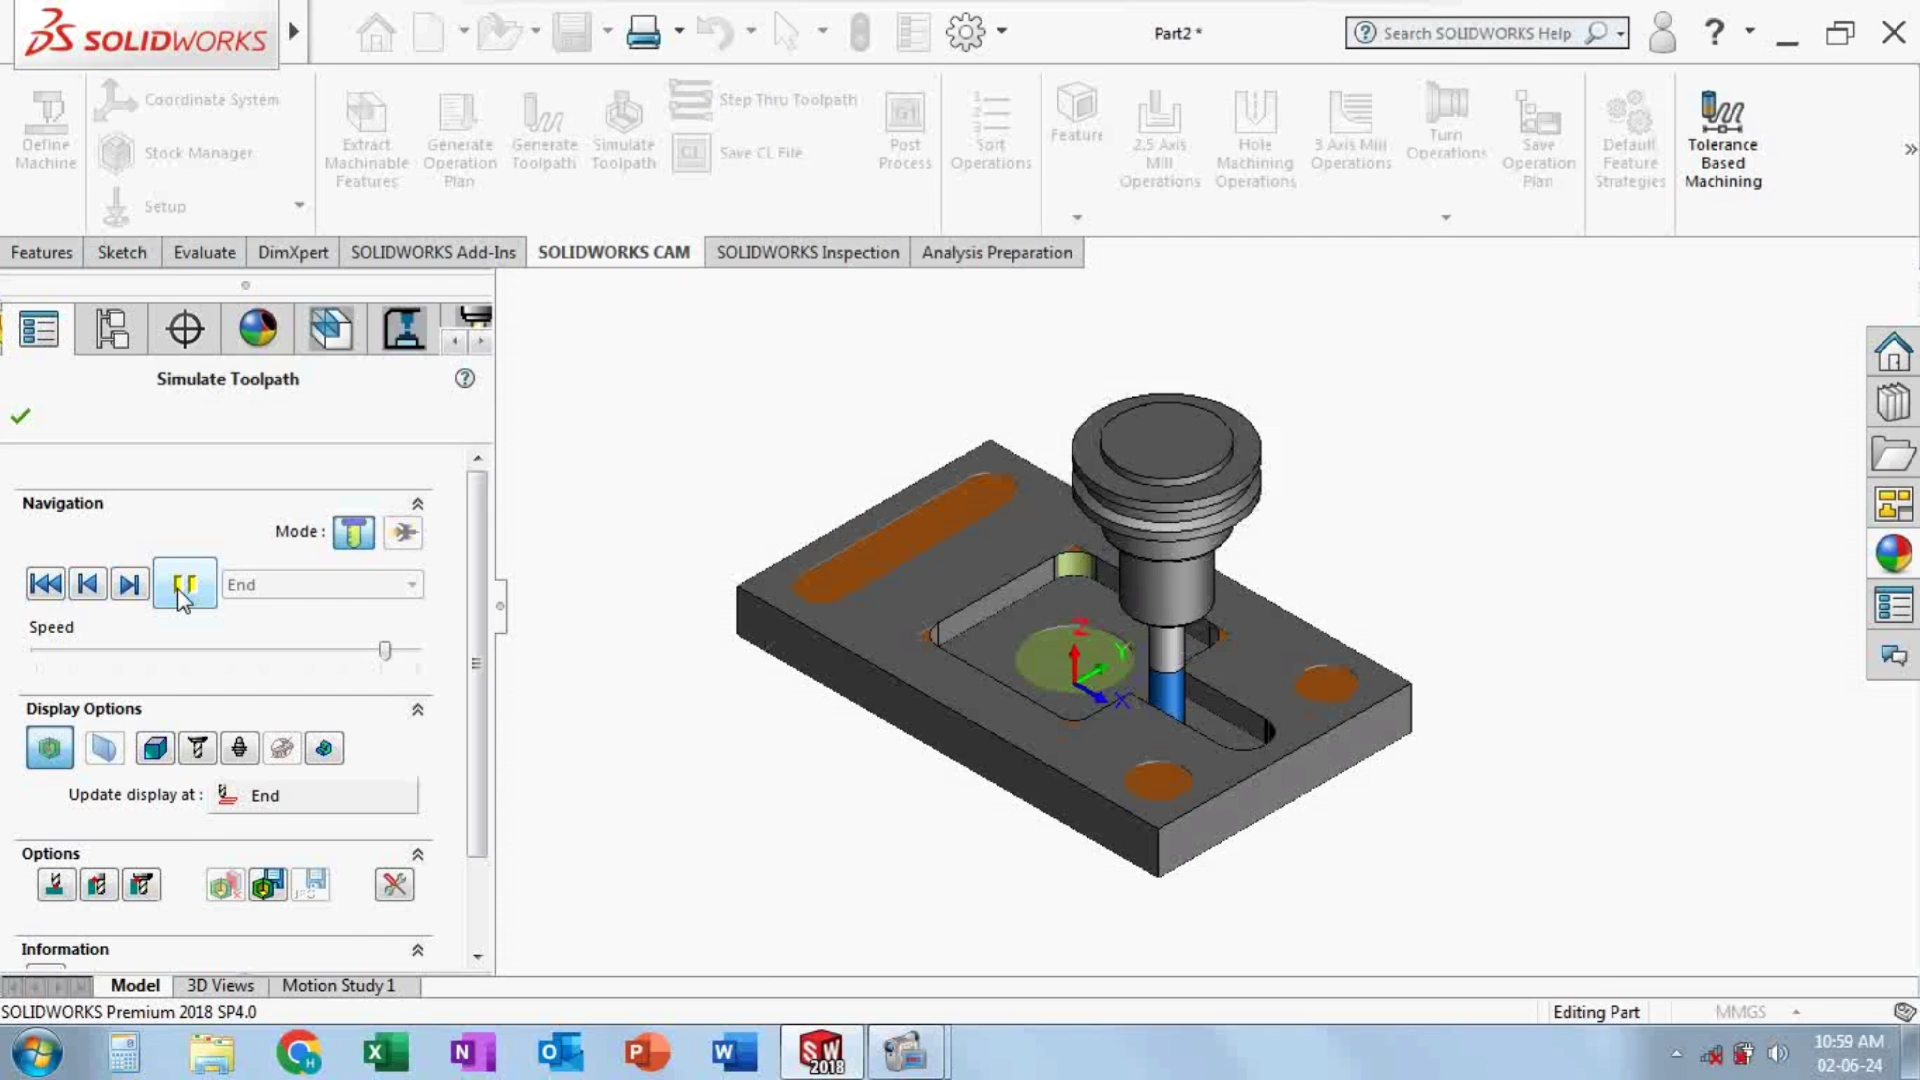 SOLIDWORKS
Part2 *
Search SOLIDWORKS Help
?
Define
Machine
Coordinate System
Stock Manager
Setup
Extract
Machinable
Features
Generate
Operation
Plan
Generate
Toolpath
Simulate
Toolpath
Step Thru Toolpath
Save CL File
Post
Process
Sort
Operations
Feature
2.5 Axis
Mill
Operations
Hole
Machining
Operations
3 Axis Mill
Operations
Turn
Operations
Save
Operation
Plan
Default
Feature
Strategies
Tolerance
Based
Machining
Features
Sketch
Evaluate
DimXpert
SOLIDWORKS Add-Ins
SOLIDWORKS CAM
SOLIDWORKS Inspection
Analysis Preparation
Simulate Toolpath
Navigation
Mode :
End
Speed
Display Options
Update display at :
End
Options
Information
Z
Y
X
Model
3D Views
Motion Study 1
SOLIDWORKS Premium 2018 SP4.0
Editing Part
MMGS
SW
2018
10:59 AM
02-06-24